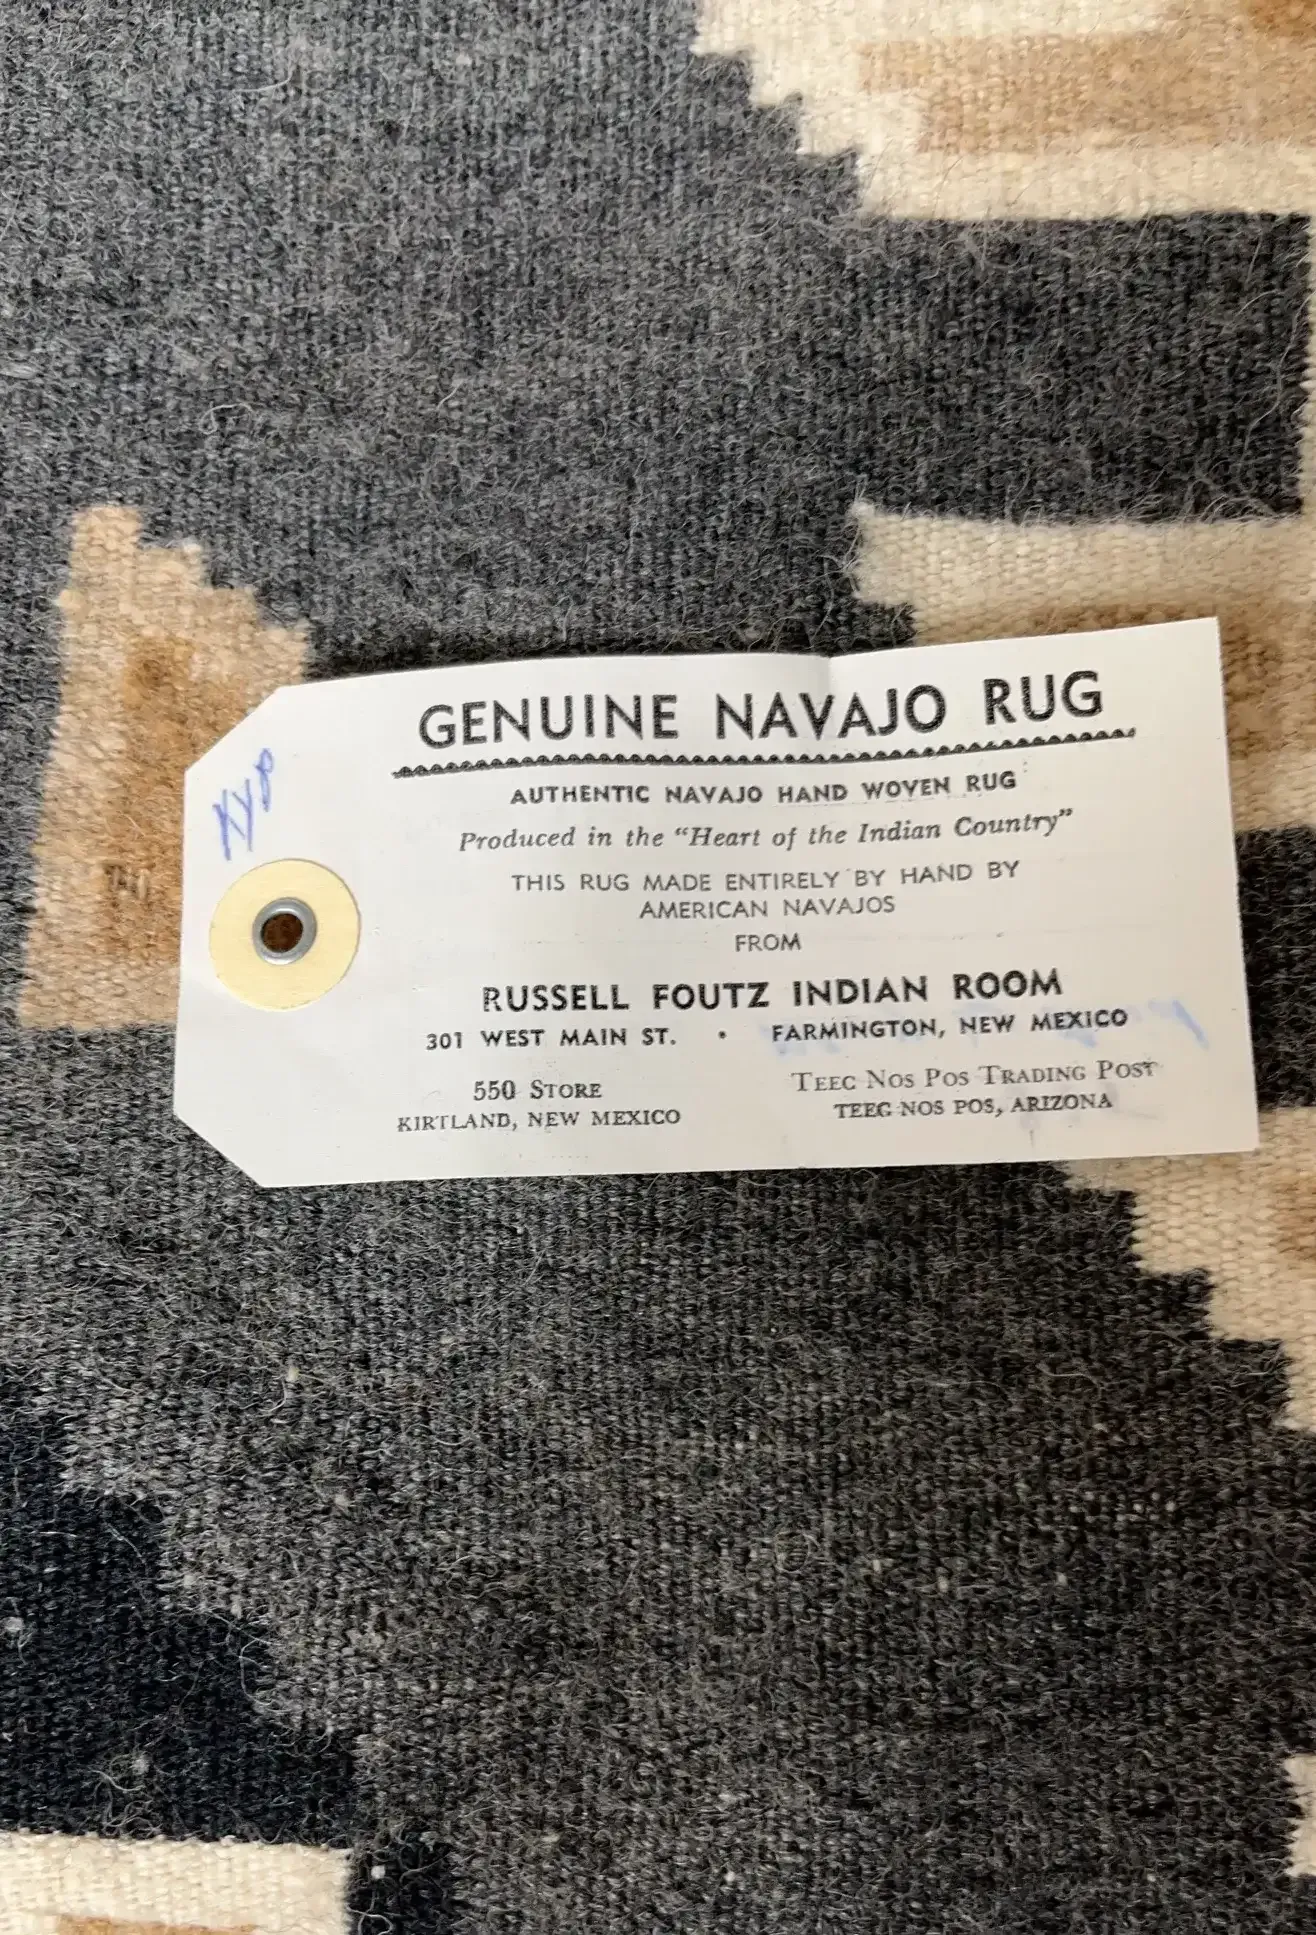 GENUINE NAVAJO RUG
AUTHENTIC NAVAJO HAND WOVEN RUG
Produced in the “Heart of the Indian Country”
THIS RUG MADE ENTIRELY BY HAND BY
AMERICAN NAVAJOS
FROM
RUSSELL FOUTZ INDIAN ROOM
301 WEST MAIN ST. • FARMINGTON, NEW MEXICO
550 STORE
KIRTLAND, NEW MEXICO
TEEC NOS POS TRADING POST
TEEC NOS POS, ARIZONA